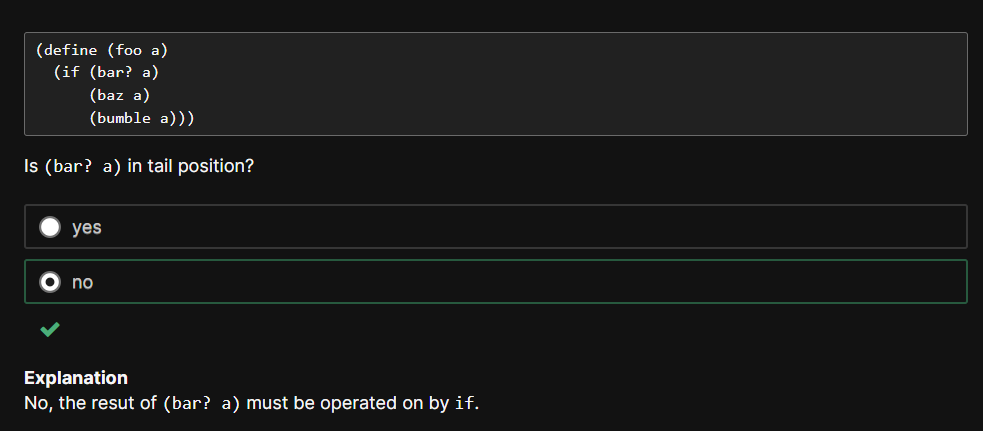 (define (foo a)
(if (bar? a)
(baz a)
(bumble a)))
Is (bar? a) in tail position?
yes
no
Explanation
No, the resut of (bar? a) must be operated on by if.